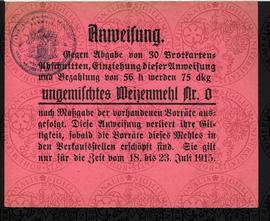 Anweisung.
Gegen Abgabe von 30 Brotkarten
Abschnitten, Einziehung dieser Anweisung
und Bezahlung von 56 h werden 75 dkg
ungemischtes Weizenmehl Nr. 0
nach Maßgabe der vorhandenen Vorräte aus-
gefolgt. Diese Anweisung verliert ihre Gül-
tigkeit, sobald die Vorräte dieses Mehles in
den Verkaufsstellen erschöpft sind. Sie gilt
nur für die Zeit vom 18. bis 23. Juli 1915.